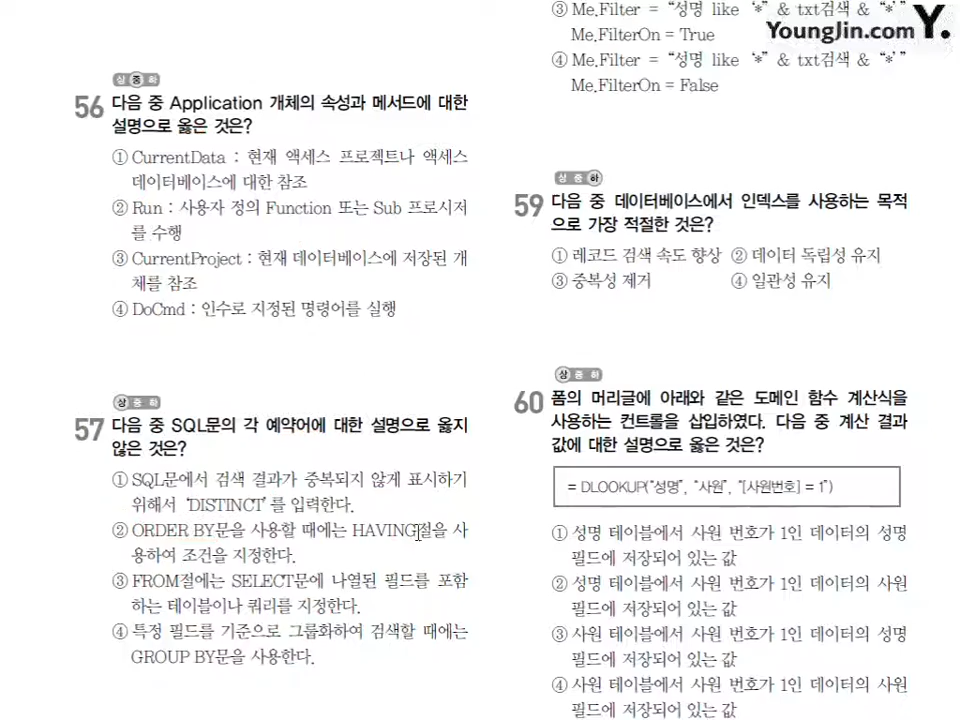 상 중 하
56 다음 중 Application 개체의 속성과 메서드에 대한
설명으로 옳은 것은?
① CurrentData : 현재 액세스 프로젝트나 액세스
데이터베이스에 대한 참조
② Run : 사용자 정의 Function 또는 Sub 프로시저
를 수행
③ CurrentProject : 현재 데이터베이스에 저장된 개
체를 참조
④ DoCmd : 인수로 지정된 명령어를 실행
상 중 하
57 다음 중 SQL문의 각 예약어에 대한 설명으로 옳지
않은 것은?
① SQL문에서 검색 결과가 중복되지 않게 표시하기
위해서 ‘DISTINCT’를 입력한다.
② ORDER BY문을 사용할 때에는 HAVING절을 사
용하여 조건을 지정한다.
③ FROM절에는 SELECT문에 나열된 필드를 포함
하는 테이블이나 쿼리를 지정한다.
④ 특정 필드를 기준으로 그룹화하여 검색할 때에는
GROUP BY문을 사용한다.
③ Me.Filter = “성명 like ‘*” & txt검색 & “*’”
Me.FilterOn = True
④ Me.Filter = “성명 like ‘*” & txt검색 & “*’”
Me.FilterOn = False
YoungJin.com Y.
상 중 하
59 다음 중 데이터베이스에서 인덱스를 사용하는 목적
으로 가장 적절한 것은?
① 레코드 검색 속도 향상 ② 데이터 독립성 유지
③ 중복성 제거 ④ 일관성 유지
상 중 하
60 폼의 머리글에 아래와 같은 도메인 함수 계산식을
사용하는 컨트롤을 삽입하였다. 다음 중 계산 결과
값에 대한 설명으로 옳은 것은?
= DLOOKUP(“성명”, “사원”, “[사원번호] = 1”)
① 성명 테이블에서 사원 번호가 1인 데이터의 성명
필드에 저장되어 있는 값
② 성명 테이블에서 사원 번호가 1인 데이터의 사원
필드에 저장되어 있는 값
③ 사원 테이블에서 사원 번호가 1인 데이터의 성명
필드에 저장되어 있는 값
④ 사원 테이블에서 사원 번호가 1인 데이터의 사원
필드에 저장되어 있는 값